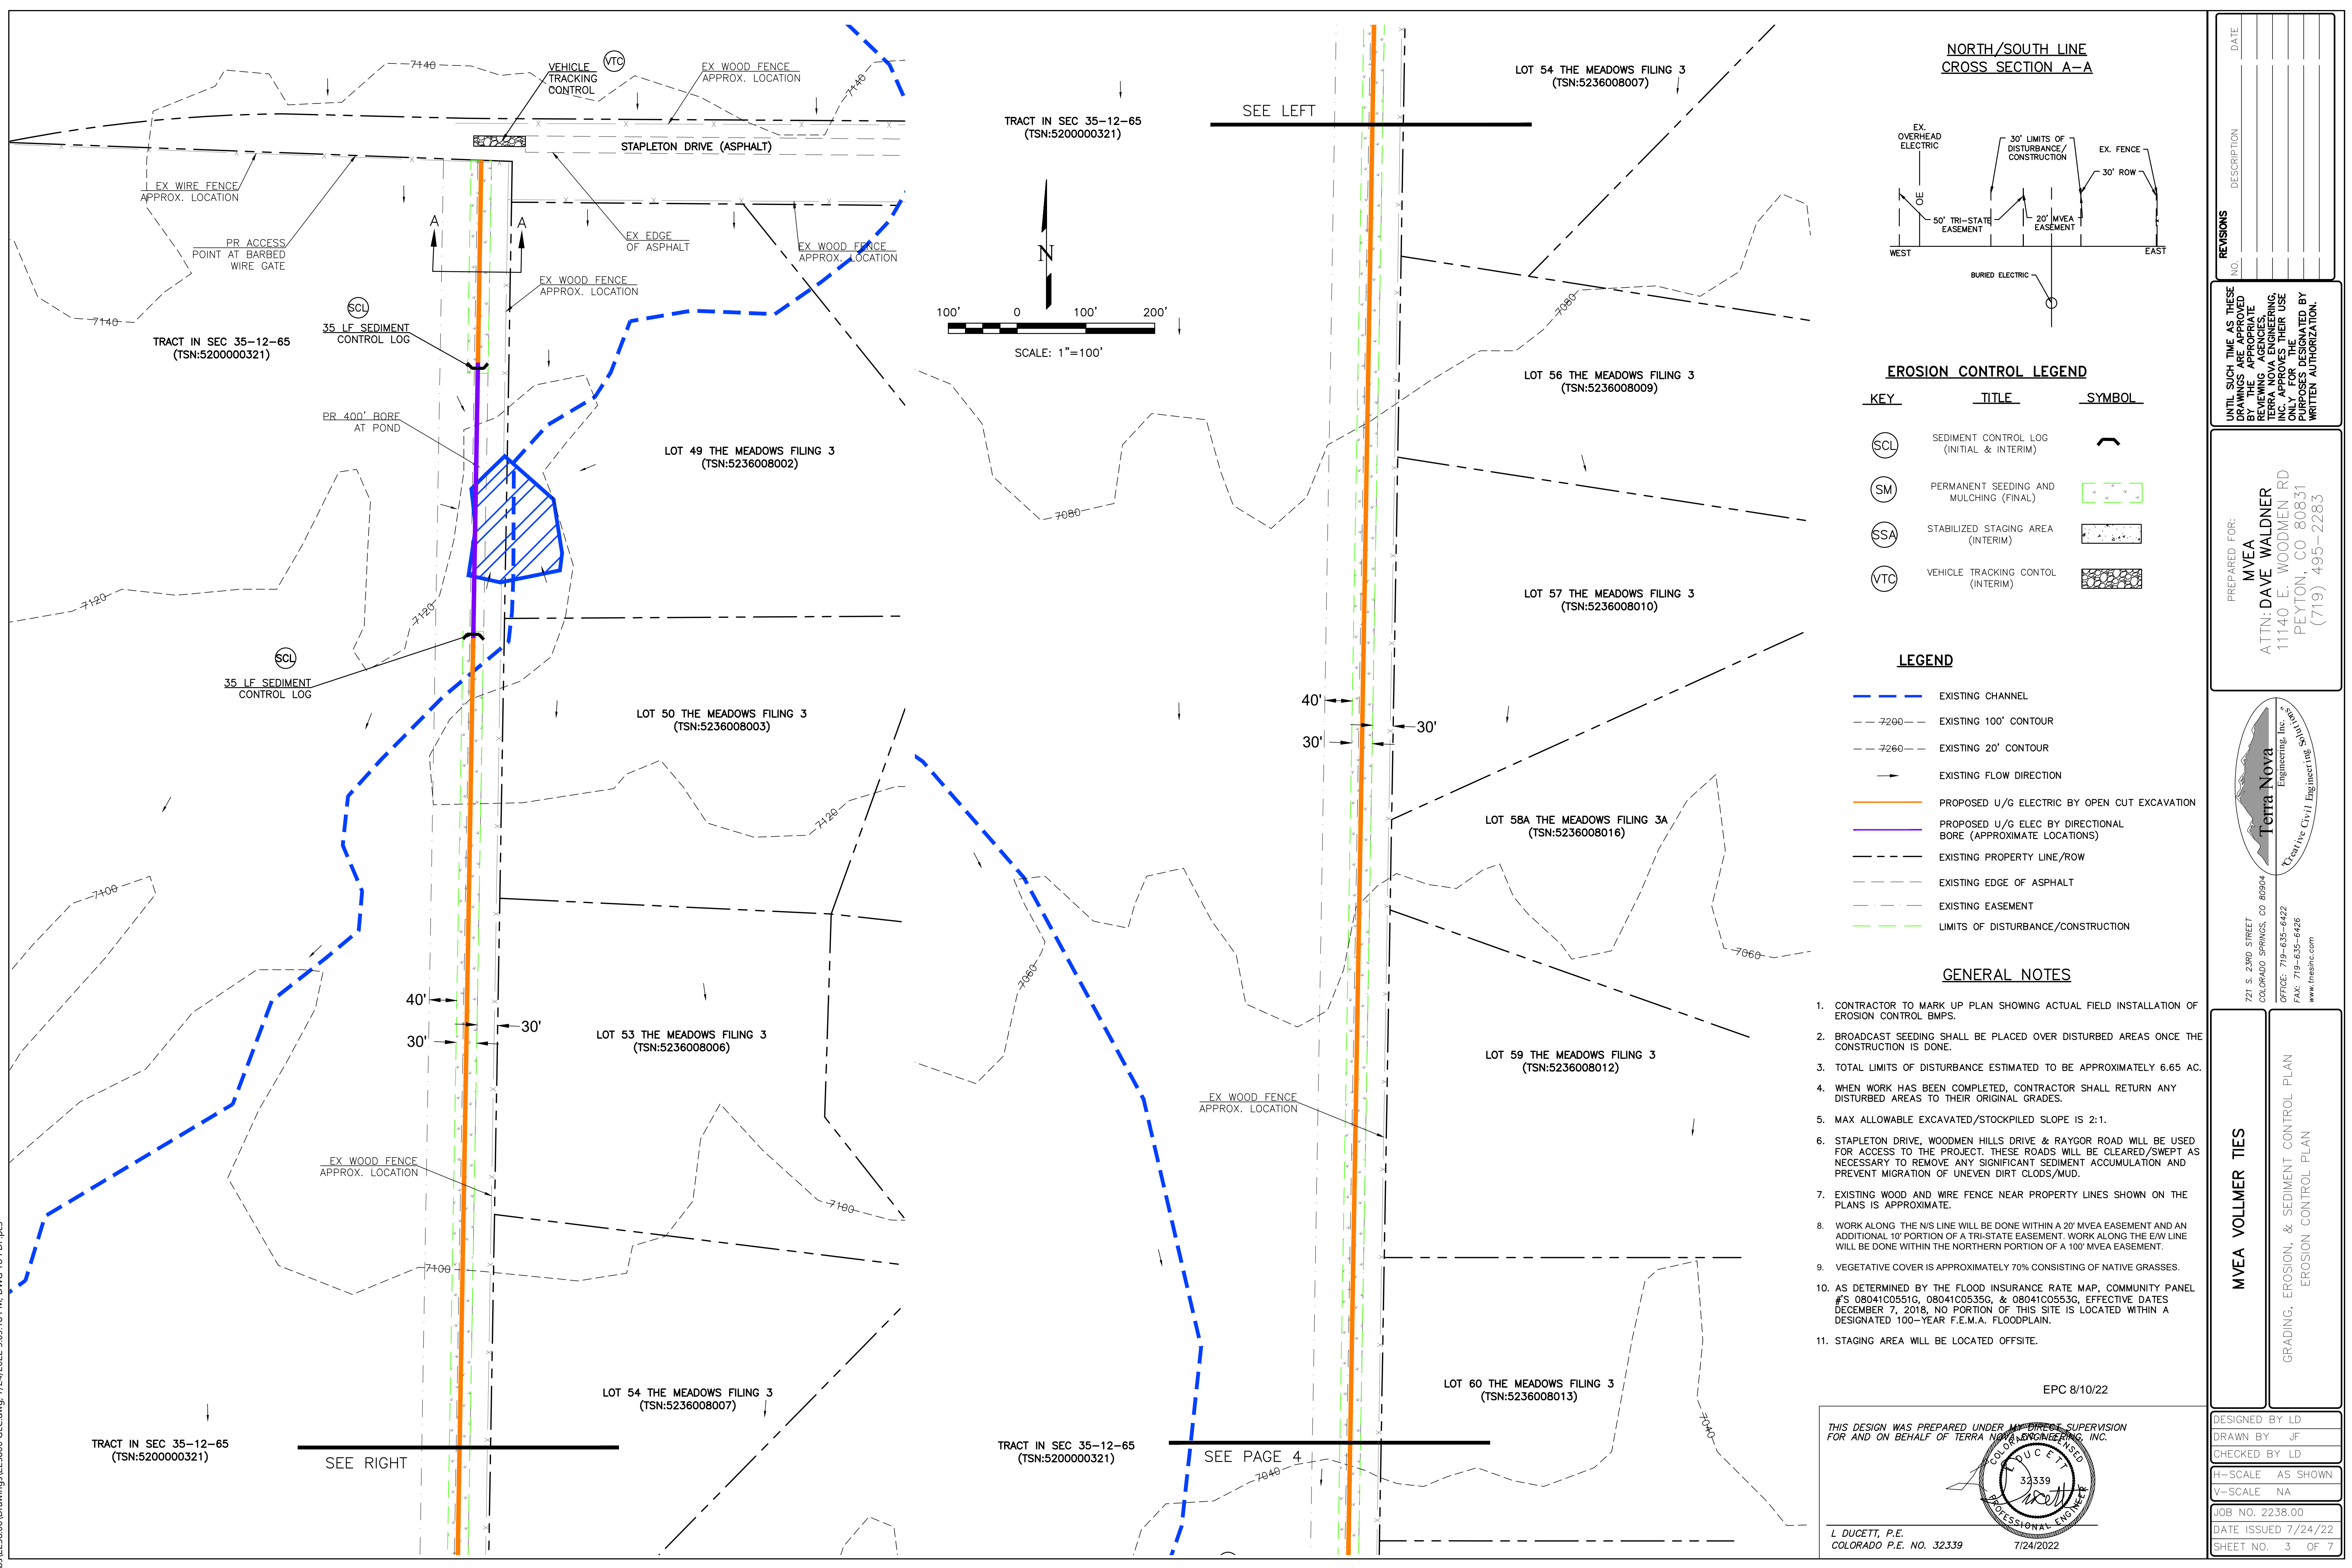 7140
VEHICLE
TRACKING
CONTROL
VTC
EX WOOD FENCE
APPROX. LOCATION
7140
STAPLETON DRIVE (ASPHALT)
EX WIRE FENCE
APPROX. LOCATION
PR ACCESS
POINT AT BARBED
WIRE GATE
A
A
EX EDGE
OF ASPHALT
EX WOOD FENCE
APPROX. LOCATION
EX WOOD FENCE
APPROX. LOCATION
7140
SCL
35 LF SEDIMENT
CONTROL LOG
TRACT IN SEC 35-12-65
(TSN:5200000321)
PR 400' BORE
AT POND
LOT 49 THE MEADOWS FILING 3
(TSN:5236008002)
7120
7120
SCL
35 LF SEDIMENT
CONTROL LOG
LOT 50 THE MEADOWS FILING 3
(TSN:5236008003)
7120
7100
40'
30'
30'
LOT 53 THE MEADOWS FILING 3
(TSN:5236008006)
EX WOOD FENCE
APPROX. LOCATION
7100
7100
LOT 54 THE MEADOWS FILING 3
(TSN:5236008007)
TRACT IN SEC 35-12-65
(TSN:5200000321)
SEE RIGHT
LOT 54 THE MEADOWS FILING 3
(TSN:5236008007)
SEE LEFT
TRACT IN SEC 35-12-65
(TSN:5200000321)
N
100' 0 100' 200'
SCALE: 1"=100'
7080
LOT 56 THE MEADOWS FILING 3
(TSN:5236008009)
7080
LOT 57 THE MEADOWS FILING 3
(TSN:5236008010)
40'
30'
30'
LOT 58A THE MEADOWS FILING 3A
(TSN:5236008016)
7060
7060
LOT 59 THE MEADOWS FILING 3
(TSN:5236008012)
EX WOOD FENCE
APPROX. LOCATION
LOT 60 THE MEADOWS FILING 3
(TSN:5236008013)
7040
TRACT IN SEC 35-12-65
(TSN:5200000321)
SEE PAGE 4
7040
NORTH/SOUTH LINE
CROSS SECTION A-A
EX.
OVERHEAD
ELECTRIC
30' LIMITS OF
DISTURBANCE/
CONSTRUCTION
EX. FENCE
30' ROW
OE
50' TRI-STATE
EASEMENT
20' MVEA
EASEMENT
WEST
EAST
BURIED ELECTRIC
EROSION CONTROL LEGEND
KEY TITLE SYMBOL
SCL SEDIMENT CONTROL LOG
(INITIAL & INTERIM)
SM PERMANENT SEEDING AND
MULCHING (FINAL)
SSA STABILIZED STAGING AREA
(INTERIM)
VTC VEHICLE TRACKING CONTOL
(INTERIM)
LEGEND
EXISTING CHANNEL
7200 EXISTING 100' CONTOUR
7260 EXISTING 20' CONTOUR
EXISTING FLOW DIRECTION
PROPOSED U/G ELECTRIC BY OPEN CUT EXCAVATION
PROPOSED U/G ELEC BY DIRECTIONAL
BORE (APPROXIMATE LOCATIONS)
EXISTING PROPERTY LINE/ROW
EXISTING EDGE OF ASPHALT
EXISTING EASEMENT
LIMITS OF DISTURBANCE/CONSTRUCTION
GENERAL NOTES
1. CONTRACTOR TO MARK UP PLAN SHOWING ACTUAL FIELD INSTALLATION OF
EROSION CONTROL BMPS.
2. BROADCAST SEEDING SHALL BE PLACED OVER DISTURBED AREAS ONCE THE
CONSTRUCTION IS DONE.
3. TOTAL LIMITS OF DISTURBANCE ESTIMATED TO BE APPROXIMATELY 6.65 AC.
4. WHEN WORK HAS BEEN COMPLETED, CONTRACTOR SHALL RETURN ANY
DISTURBED AREAS TO THEIR ORIGINAL GRADES.
5. MAX ALLOWABLE EXCAVATED/STOCKPILED SLOPE IS 2:1.
6. STAPLETON DRIVE, WOODMEN HILLS DRIVE & RAYGOR ROAD WILL BE USED
FOR ACCESS TO THE PROJECT. THESE ROADS WILL BE CLEARED/SWEPT AS
NECESSARY TO REMOVE ANY SIGNIFICANT SEDIMENT ACCUMULATION AND
PREVENT MIGRATION OF UNEVEN DIRT CLODS/MUD.
7. EXISTING WOOD AND WIRE FENCE NEAR PROPERTY LINES SHOWN ON THE
PLANS IS APPROXIMATE.
8. WORK ALONG THE N/S LINE WILL BE DONE WITHIN A 20' MVEA EASEMENT AND AN
ADDITIONAL 10' PORTION OF A TRI-STATE EASEMENT. WORK ALONG THE E/W LINE
WILL BE DONE WITHIN THE NORTHERN PORTION OF A 100' MVEA EASEMENT.
9. VEGETATIVE COVER IS APPROXIMATELY 70% CONSISTING OF NATIVE GRASSES.
10. AS DETERMINED BY THE FLOOD INSURANCE RATE MAP, COMMUNITY PANEL
#'S 08041C0551G, 08041C0535G, & 08041C0553G, EFFECTIVE DATES
DECEMBER 7, 2018, NO PORTION OF THIS SITE IS LOCATED WITHIN A
DESIGNATED 100-YEAR F.E.M.A. FLOODPLAIN.
11. STAGING AREA WILL BE LOCATED OFFSITE.
EPC 8/10/22
THIS DESIGN WAS PREPARED UNDER MY DIRECT SUPERVISION
FOR AND ON BEHALF OF TERRA NOVA ENGINEERING, INC.
COLORADO LICENSED
L DUCETT
32339
PROFESSIONAL ENGINEER
L DUCETT, P.E.
COLORADO P.E. NO. 32339
7/24/2022
REVISIONS
NO. DESCRIPTION DATE
UNTIL SUCH TIME AS THESE
DRAWINGS ARE APPROVED
BY THE APPROPRIATE
REVIEWING AGENCIES,
TERRA NOVA ENGINEERING,
INC. APPROVES THEIR USE
ONLY FOR THE
PURPOSES DESIGNATED BY
WRITTEN AUTHORIZATION.
PREPARED FOR:
MVEA
ATTN: DAVE WALDNER
11140 E. WOODMEN RD
PEYTON, CO 80831
(719) 495-2283
Terra Nova
Engineering, Inc.
"Creative Civil Engineering Solutions"
721 S. 23RD STREET
COLORADO SPRINGS, CO 80904
OFFICE: 719-635-6422
FAX: 719-635-6426
www.tnesinc.com
MVEA VOLLMER TIES
GRADING, EROSION, & SEDIMENT CONTROL PLAN
EROSION CONTROL PLAN
DESIGNED BY LD
DRAWN BY JF
CHECKED BY LD
H-SCALE AS SHOWN
V-SCALE NA
JOB NO. 2238.00
DATE ISSUED 7/24/22
SHEET NO. 3 OF 7